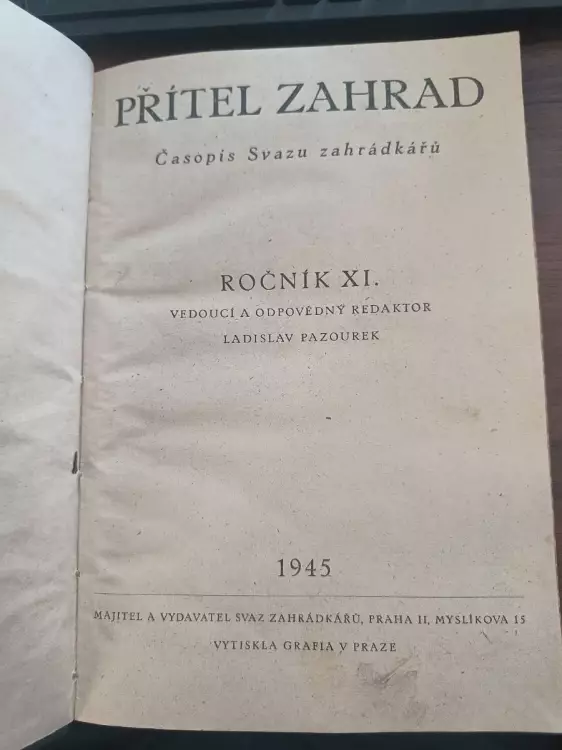 PŘÍTEL ZAHRAD
Časopis Svazu zahrádkářů
ROČNÍK XI.
VEDOUCÍ A ODPOVĚDNÝ REDAKTOR
LADISLAV PAZOUREK
1945
MAJITEL A VYDAVATEL SVAZ ZAHRÁDKÁŘŮ, PRAHA II, MYSLÍKOVA 15
VYTISKLA GRAFIA V PRAZE